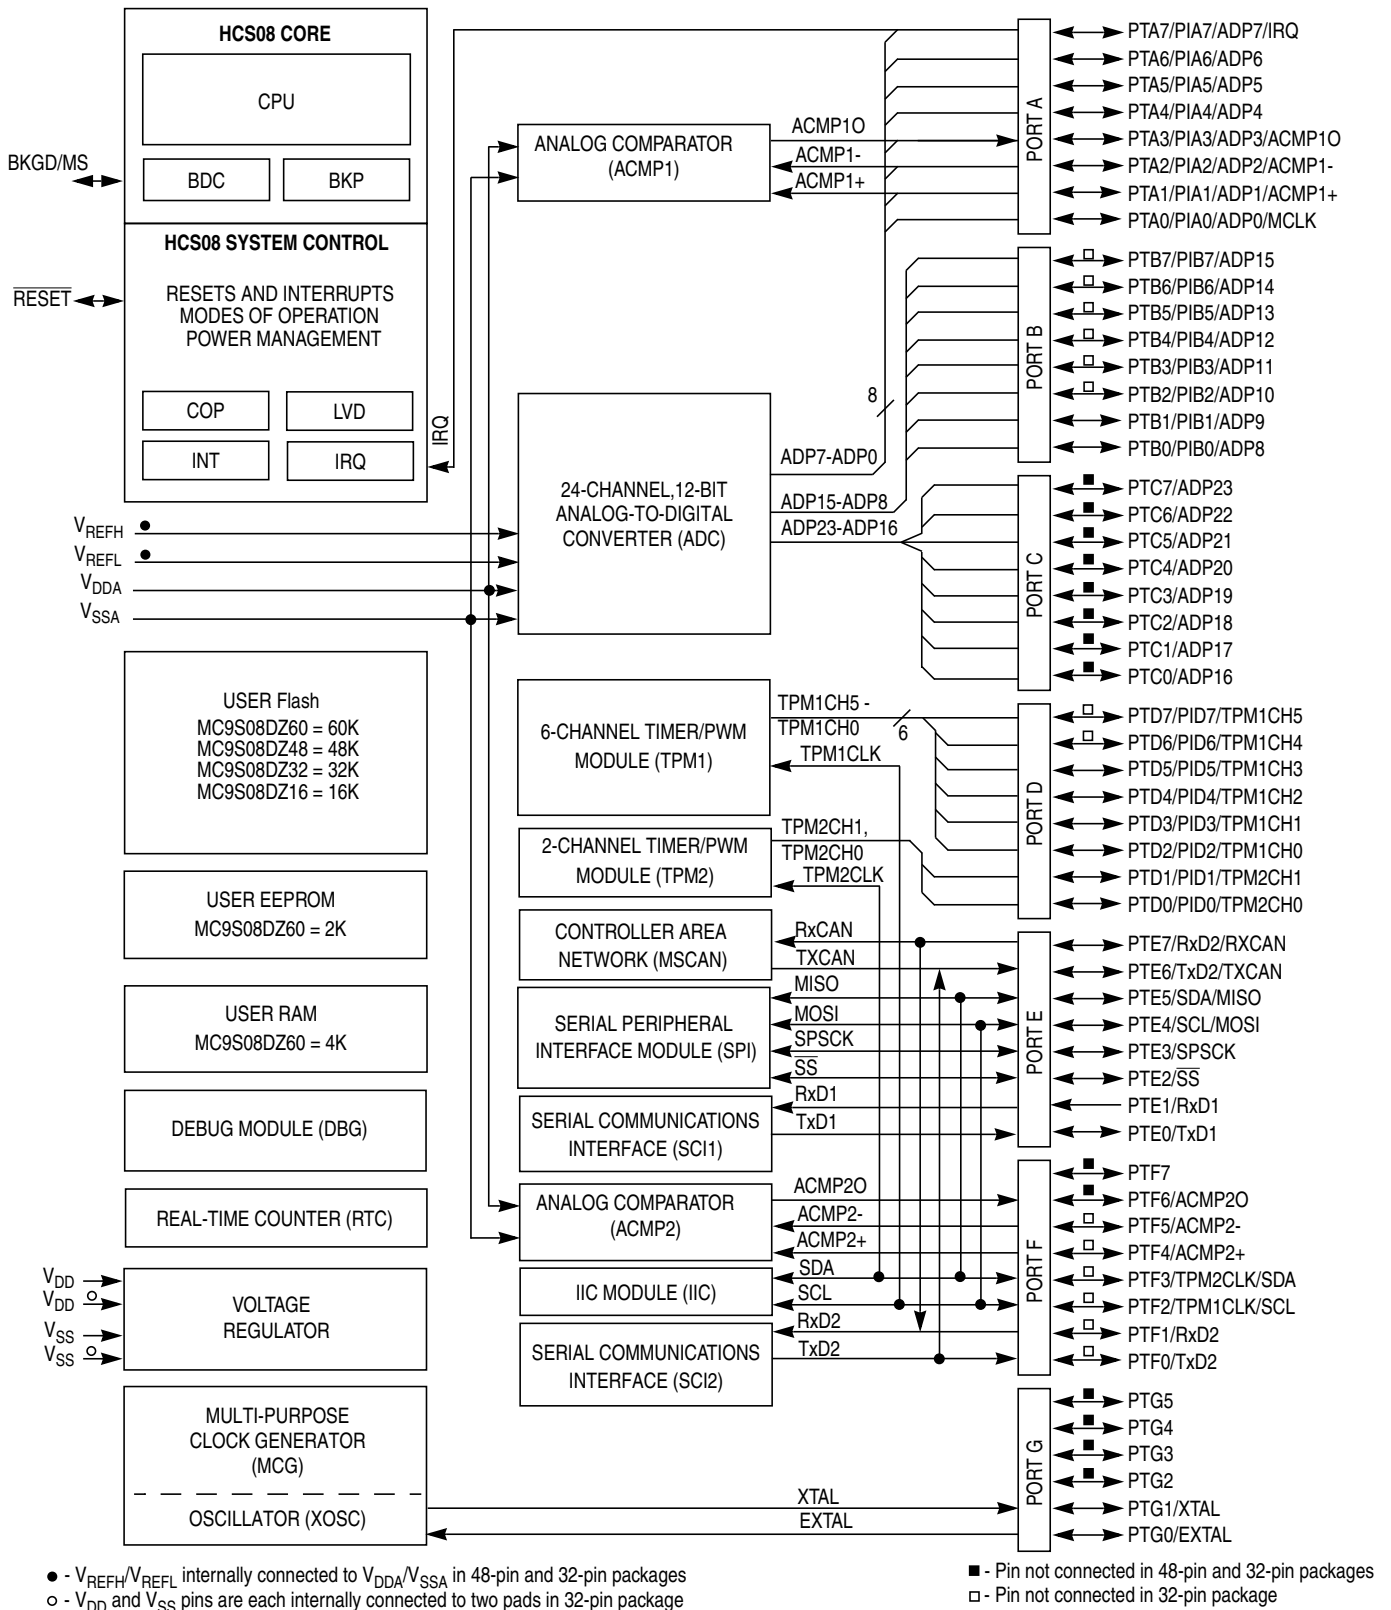 HCS08 CORE
CPU
BDC
BKP
BKGD/MS
HCS08 SYSTEM CONTROL
RESETS AND INTERRUPTS
MODES OF OPERATION
POWER MANAGEMENT
RESET
COP
LVD
INT
IRQ
IRQ
VREFH
VREFL
VDDA
VSSA
USER Flash
MC9S08DZ60 = 60K
MC9S08DZ48 = 48K
MC9S08DZ32 = 32K
MC9S08DZ16 = 16K
USER EEPROM
MC9S08DZ60 = 2K
USER RAM
MC9S08DZ60 = 4K
DEBUG MODULE (DBG)
REAL-TIME COUNTER (RTC)
VDD
VDD
VSS
VSS
VOLTAGE
REGULATOR
MULTI-PURPOSE
CLOCK GENERATOR
(MCG)
OSCILLATOR (XOSC)
ANALOG COMPARATOR
(ACMP1)
ACMP1O
ACMP1-
ACMP1+
24-CHANNEL,12-BIT
ANALOG-TO-DIGITAL
CONVERTER (ADC)
8
ADP7-ADP0
ADP15-ADP8
ADP23-ADP16
6-CHANNEL TIMER/PWM
MODULE (TPM1)
TPM1CH5 -
TPM1CH0
6
TPM1CLK
2-CHANNEL TIMER/PWM
MODULE (TPM2)
TPM2CH1,
TPM2CH0
TPM2CLK
CONTROLLER AREA
NETWORK (MSCAN)
RxCAN
TXCAN
SERIAL PERIPHERAL
INTERFACE MODULE (SPI)
MISO
MOSI
SPSCK
SS
SERIAL COMMUNICATIONS
INTERFACE (SCI1)
RxD1
TxD1
ANALOG COMPARATOR
(ACMP2)
ACMP2O
ACMP2-
ACMP2+
IIC MODULE (IIC)
SDA
SCL
SERIAL COMMUNICATIONS
INTERFACE (SCI2)
RxD2
TxD2
XTAL
EXTAL
PORT A
PTA7/PIA7/ADP7/IRQ
PTA6/PIA6/ADP6
PTA5/PIA5/ADP5
PTA4/PIA4/ADP4
PTA3/PIA3/ADP3/ACMP1O
PTA2/PIA2/ADP2/ACMP1-
PTA1/PIA1/ADP1/ACMP1+
PTA0/PIA0/ADP0/MCLK
PORT B
PTB7/PIB7/ADP15
PTB6/PIB6/ADP14
PTB5/PIB5/ADP13
PTB4/PIB4/ADP12
PTB3/PIB3/ADP11
PTB2/PIB2/ADP10
PTB1/PIB1/ADP9
PTB0/PIB0/ADP8
PORT C
PTC7/ADP23
PTC6/ADP22
PTC5/ADP21
PTC4/ADP20
PTC3/ADP19
PTC2/ADP18
PTC1/ADP17
PTC0/ADP16
PORT D
PTD7/PID7/TPM1CH5
PTD6/PID6/TPM1CH4
PTD5/PID5/TPM1CH3
PTD4/PID4/TPM1CH2
PTD3/PID3/TPM1CH1
PTD2/PID2/TPM1CH0
PTD1/PID1/TPM2CH1
PTD0/PID0/TPM2CH0
PORT E
PTE7/RxD2/RXCAN
PTE6/TxD2/TXCAN
PTE5/SDA/MISO
PTE4/SCL/MOSI
PTE3/SPSCK
PTE2/SS
PTE1/RxD1
PTE0/TxD1
PORT F
PTF7
PTF6/ACMP2O
PTF5/ACMP2-
PTF4/ACMP2+
PTF3/TPM2CLK/SDA
PTF2/TPM1CLK/SCL
PTF1/RxD2
PTF0/TxD2
PORT G
PTG5
PTG4
PTG3
PTG2
PTG1/XTAL
PTG0/EXTAL
● - VREFH/VREFL internally connected to VDDA/VSSA in 48-pin and 32-pin packages
○ - VDD and VSS pins are each internally connected to two pads in 32-pin package
■ - Pin not connected in 48-pin and 32-pin packages
□ - Pin not connected in 32-pin package